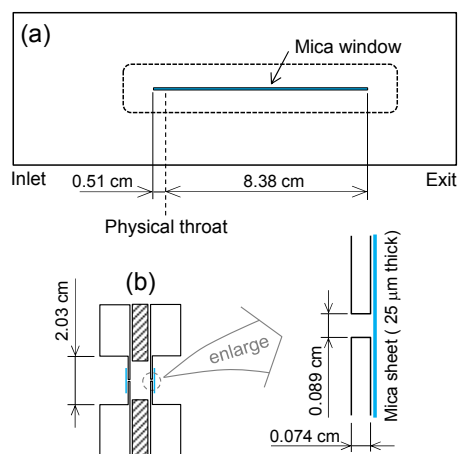 (a)
Mica window
Inlet
0.51 cm
8.38 cm
Exit
Physical throat
(b)
2.03 cm
enlarge
0.089 cm
Mica sheet ( 25 μm thick)
0.074 cm